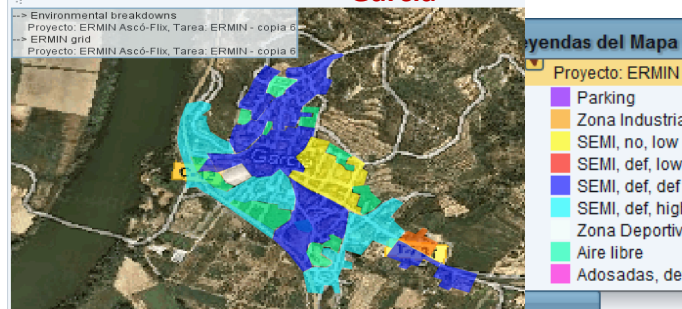 García
--> Environmental breakdowns
Proyecto: ERMIN Ascó-Flix, Tarea: ERMIN - copia 6
--> ERMIN grid
Proyecto: ERMIN Ascó-Flix, Tarea: ERMIN - copia 6
Garc
eyendas del Mapa
Proyecto: ERMIN
Parking
Zona Industria
SEMI, no, low
SEMI, def, low
SEMI, def, def
SEMI, def, high
Zona Deportiv
Aire libre
Adosadas, de